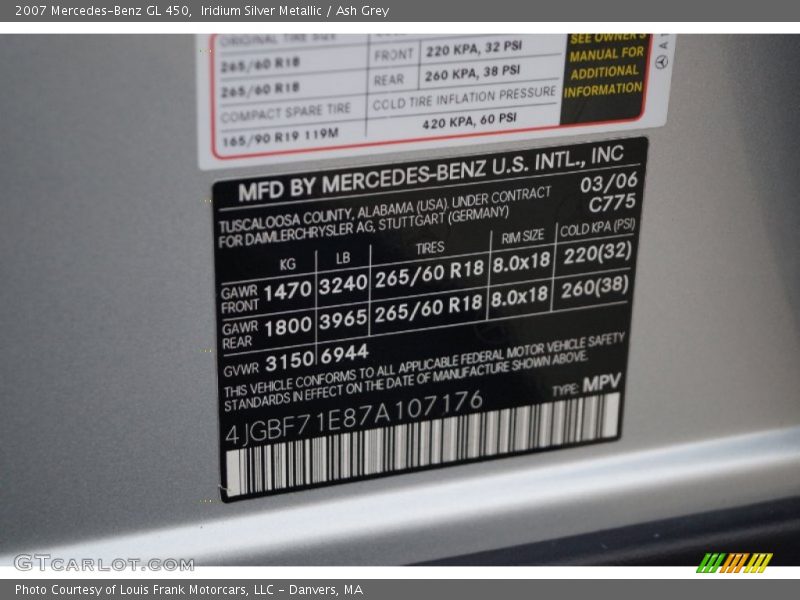 2007 Mercedes-Benz GL 450, Iridium Silver Metallic / Ash Grey
ORIGINAL TIRE SIZE
SEE OWNER'S
265/60 R18 FRONT 220 KPA, 32 PSI MANUAL FOR
265/60 R18 REAR 260 KPA, 38 PSI ADDITIONAL
COMPACT SPARE TIRE COLD TIRE INFLATION PRESSURE INFORMATION
165/90 R19 119M 420 KPA, 60 PSI
MFD BY MERCEDES-BENZ U.S. INTL., INC
TUSCALOOSA COUNTY, ALABAMA (USA), UNDER CONTRACT 03/06
FOR DAIMLERCHRYSLER AG, STUTTGART (GERMANY) C775
KG LB TIRES RIM SIZE COLD KPA (PSI)
GAWR FRONT 1470 3240 265/60 R18 8.0x18 220(32)
GAWR REAR 1800 3965 265/60 R18 8.0x18 260(38)
GVWR 3150 6944
THIS VEHICLE CONFORMS TO ALL APPLICABLE FEDERAL MOTOR VEHICLE SAFETY
STANDARDS IN EFFECT ON THE DATE OF MANUFACTURE SHOWN ABOVE.
4JGBF71E87A107176 TYPE: MPV
GTCARLOT.COM
Photo Courtesy of Louis Frank Motorcars, LLC - Danvers, MA